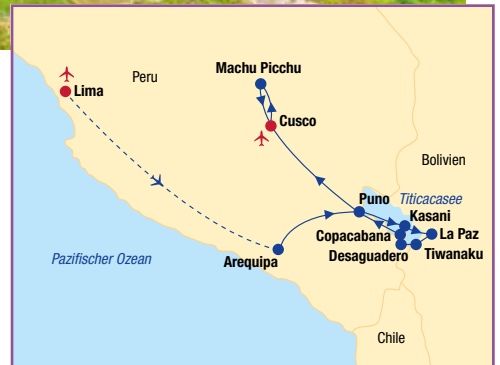 Machu Picchu
Peru
Lima
Cusco
Bolivien
Puno
Titicacasee
Kasani
Copacabana
La Paz
Arequipa
Desaguadero
Tiwanaku
Pazifischer Ozean
Chile